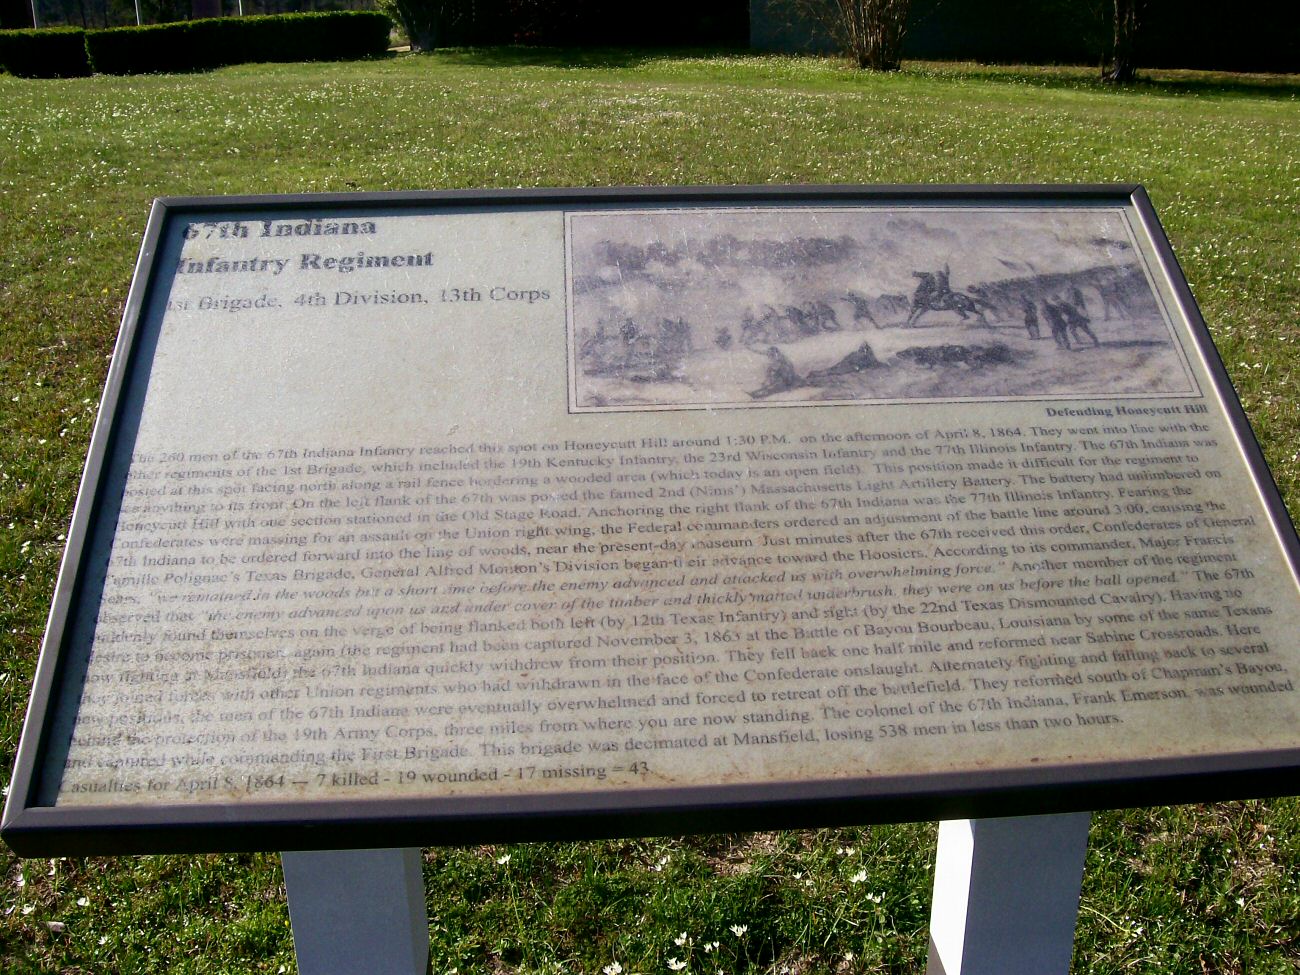 67th Indiana
Infantry Regiment
1st Brigade, 4th Division, 13th Corps
Defending Honeycutt Hill
The 260 men of the 67th Indiana Infantry reached this spot on Honeycutt Hill around 1:30 P.M. on the afternoon of April 8, 1864. They went into line with the
other regiments of the 1st Brigade, which included the 19th Kentucky Infantry, the 23rd Wisconsin Infantry and the 77th Illinois Infantry. The 67th Indiana was
posted at this spot facing north along a rail fence bordering a wooded area (which today is an open field). This position made it difficult for the regiment to
see anything to its front. On the left flank of the 67th was posted the famed 2nd (Nims') Massachusetts Light Artillery Battery. The battery had unlimbered on
Honeycutt Hill with one section stationed in the Old Stage Road. Anchoring the right flank of the 67th Indiana was the 77th Illinois Infantry. Fearing the
Confederates were massing for an assault on the Union right wing, the Federal commanders ordered an adjustment of the battle line around 3:00, causing the
67th Indiana to be ordered forward into the line of woods, near the present-day museum. Just minutes after the 67th received this order, Confederates of General
Camille Polignac's Texas Brigade, General Alfred Mouton's Division began their advance toward the Hoosiers. According to its commander, Major Francis
Sears, "we remained in the woods but a short time before the enemy advanced and attacked us with overwhelming force." Another member of the regiment
observed that "the enemy advanced upon us and under cover of the timber and thickly matted underbrush, they were on us before the ball opened." The 67th
suddenly found themselves on the verge of being flanked both left (by 12th Texas Infantry) and right (by the 22nd Texas Dismounted Cavalry). Having no
desire to become prisoners again (the regiment had been captured November 3, 1863 at the Battle of Bayou Bourbeau, Louisiana by some of the same Texans
now fighting at Mansfield) the 67th Indiana quickly withdrew from their position. They fell back one half mile and reformed near Sabine Crossroads. Here
they joined forces with other Union regiments who had withdrawn in the face of the Confederate onslaught. Alternately fighting and falling back to several
new positions, the men of the 67th Indiana were eventually overwhelmed and forced to retreat off the battlefield. They reformed south of Chapman's Bayou,
behind the protection of the 19th Army Corps, three miles from where you are now standing. The colonel of the 67th Indiana, Frank Emerson, was wounded
and captured while commanding the First Brigade. This brigade was decimated at Mansfield, losing 538 men in less than two hours.
Casualties for April 8, 1864 — 7 killed - 19 wounded - 17 missing = 43